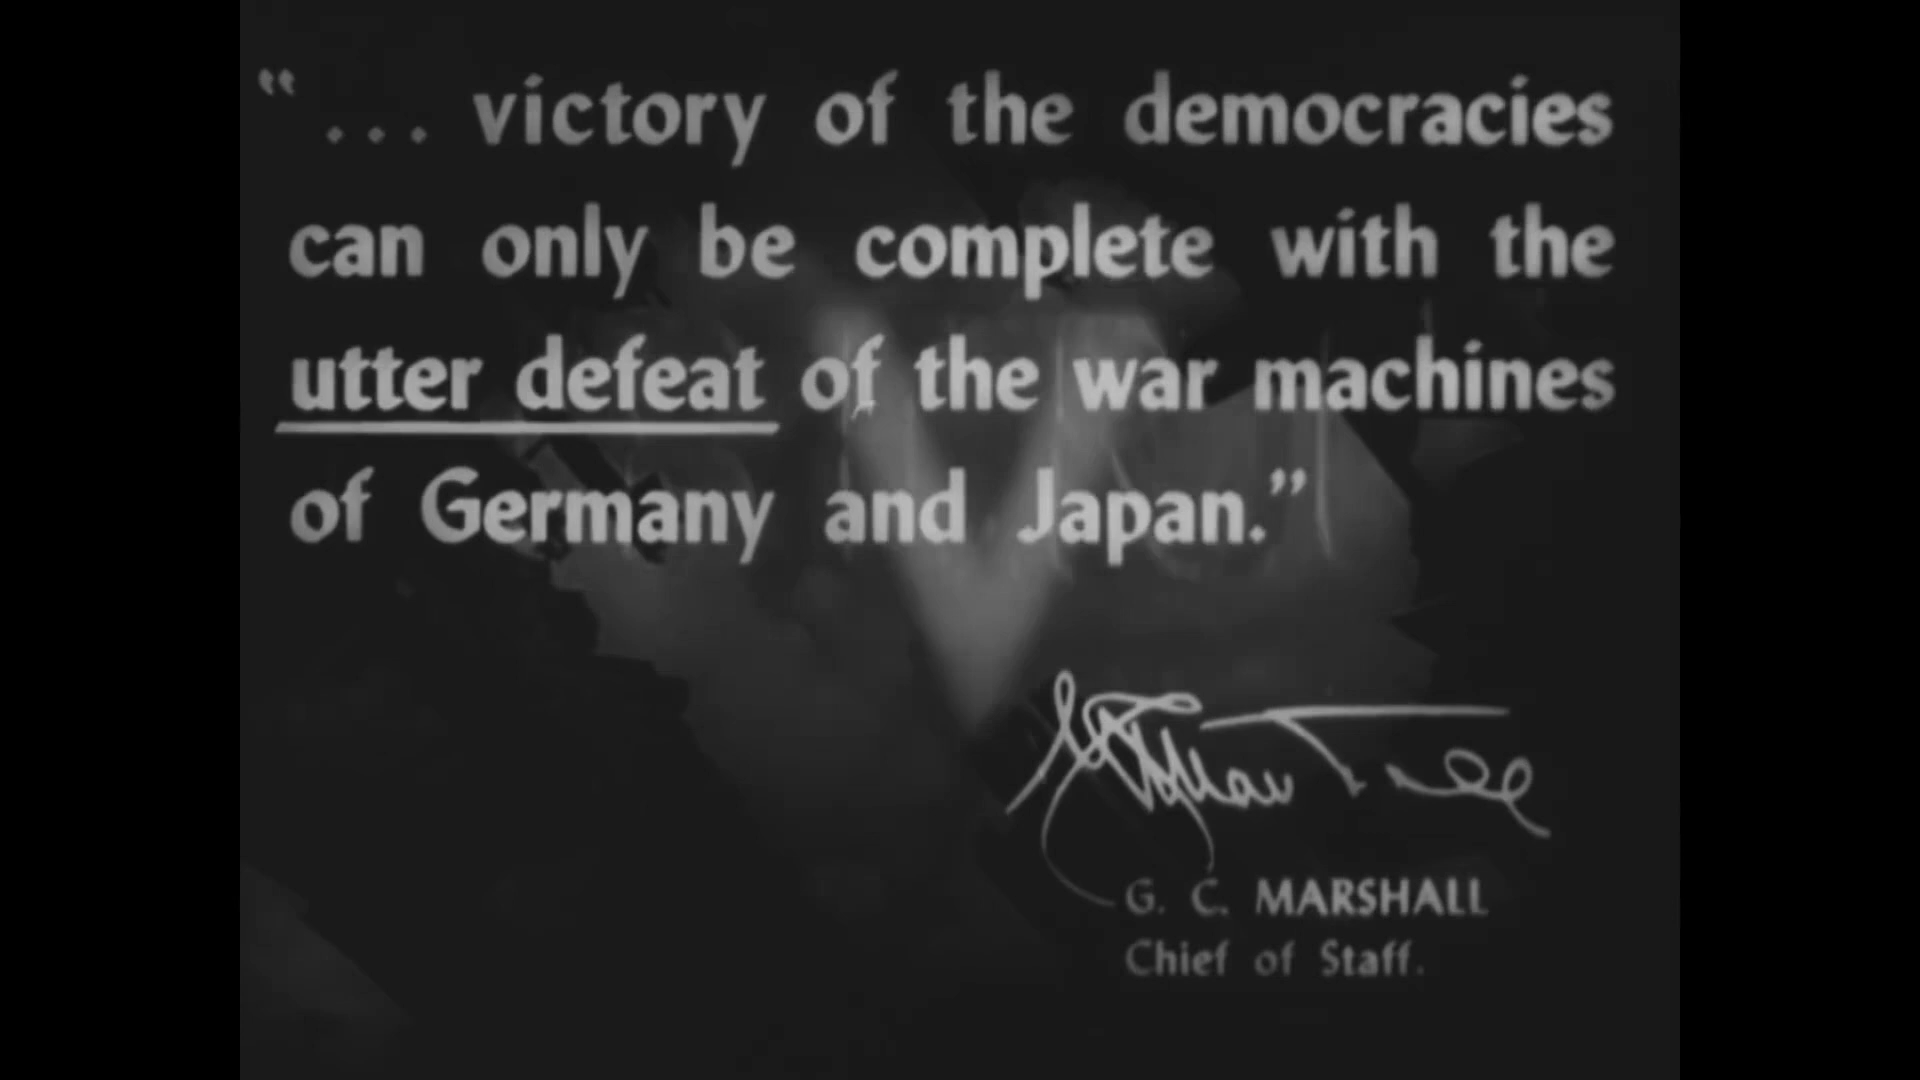 “... victory of the democracies
can only be complete with the
utter defeat of the war machines
of Germany and Japan.”
G. C. Marshall
G. C. MARSHALL
Chief of Staff.